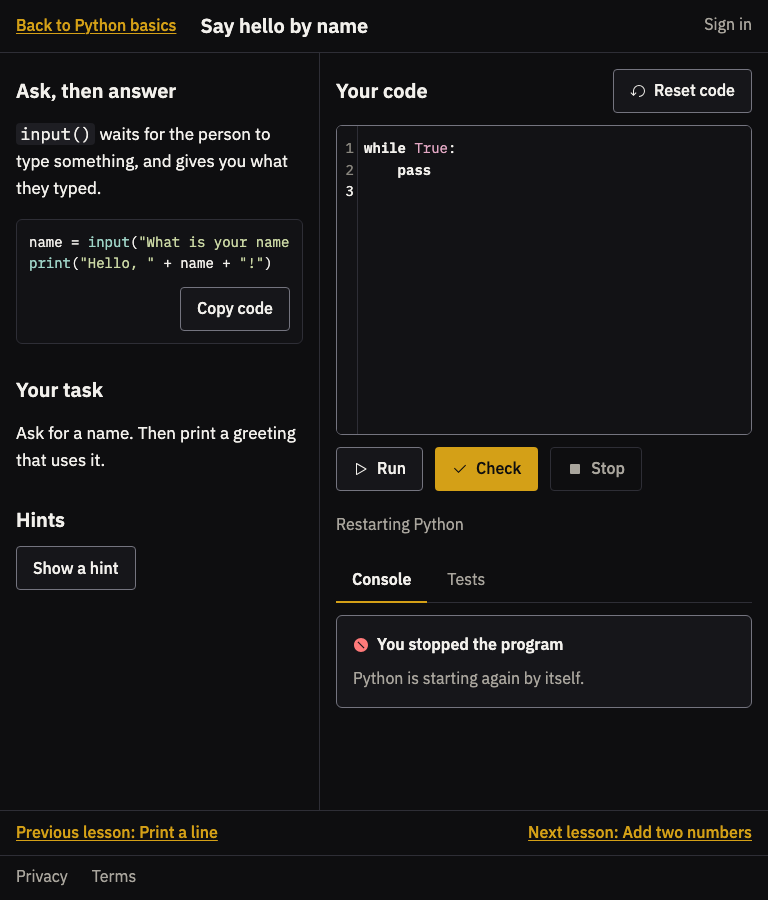 Back to Python basics
Say hello by name
Sign in
Ask, then answer
input() waits for the person to
type something, and gives you what
they typed.
name = input("What is your name
print("Hello, " + name + "!")
Copy code
Your task
Ask for a name. Then print a greeting
that uses it.
Hints
Show a hint
Your code
Reset code
1 while True:
2     pass
3
Run
Check
Stop
Restarting Python
Console
Tests
You stopped the program
Python is starting again by itself.
Previous lesson: Print a line
Next lesson: Add two numbers
Privacy
Terms